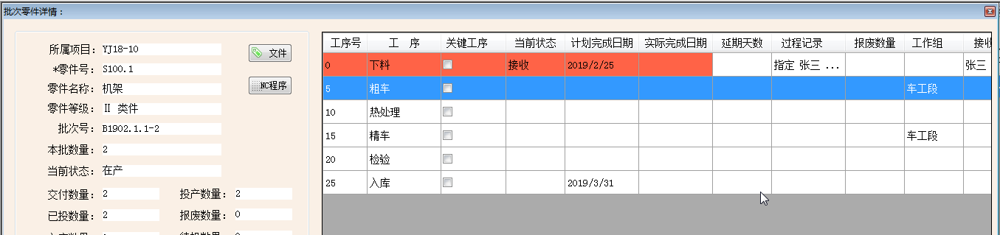 批次零件详情：
所属项目： YJ18-10
文件
*零件号： S100.1
零件名称： 机架
NC程序
零件等级： Ⅱ 类件
批次号： B1902.1.1-2
本批数量： 2
当前状态： 在产
交付数量： 2 投产数量： 2
已投数量： 2 报废数量： 0
工序号 工 序 关键工序 当前状态 计划完成日期 实际完成日期 延期天数 过程记录 报废数量 工作组 接收
0 下料 接收 2019/2/25 指定 张三 ... 张三
5 粗车 车工段
10 热处理
15 精车 车工段
20 检验
25 入库 2019/3/31